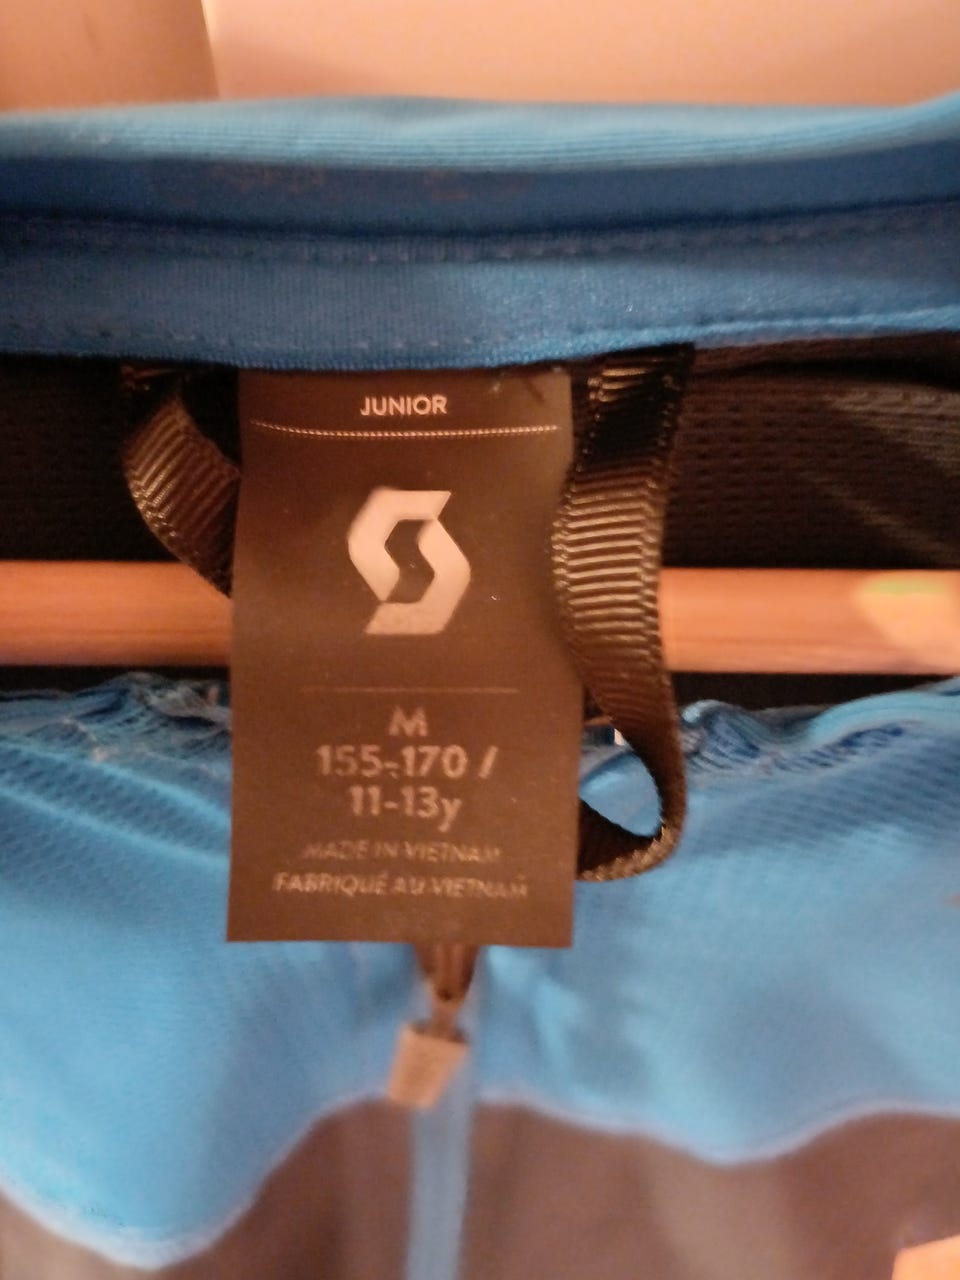 JUNIOR
M
155-170 /
11-13y
MADE IN VIETNAM
FABRIQUÉ AU VIETNAM